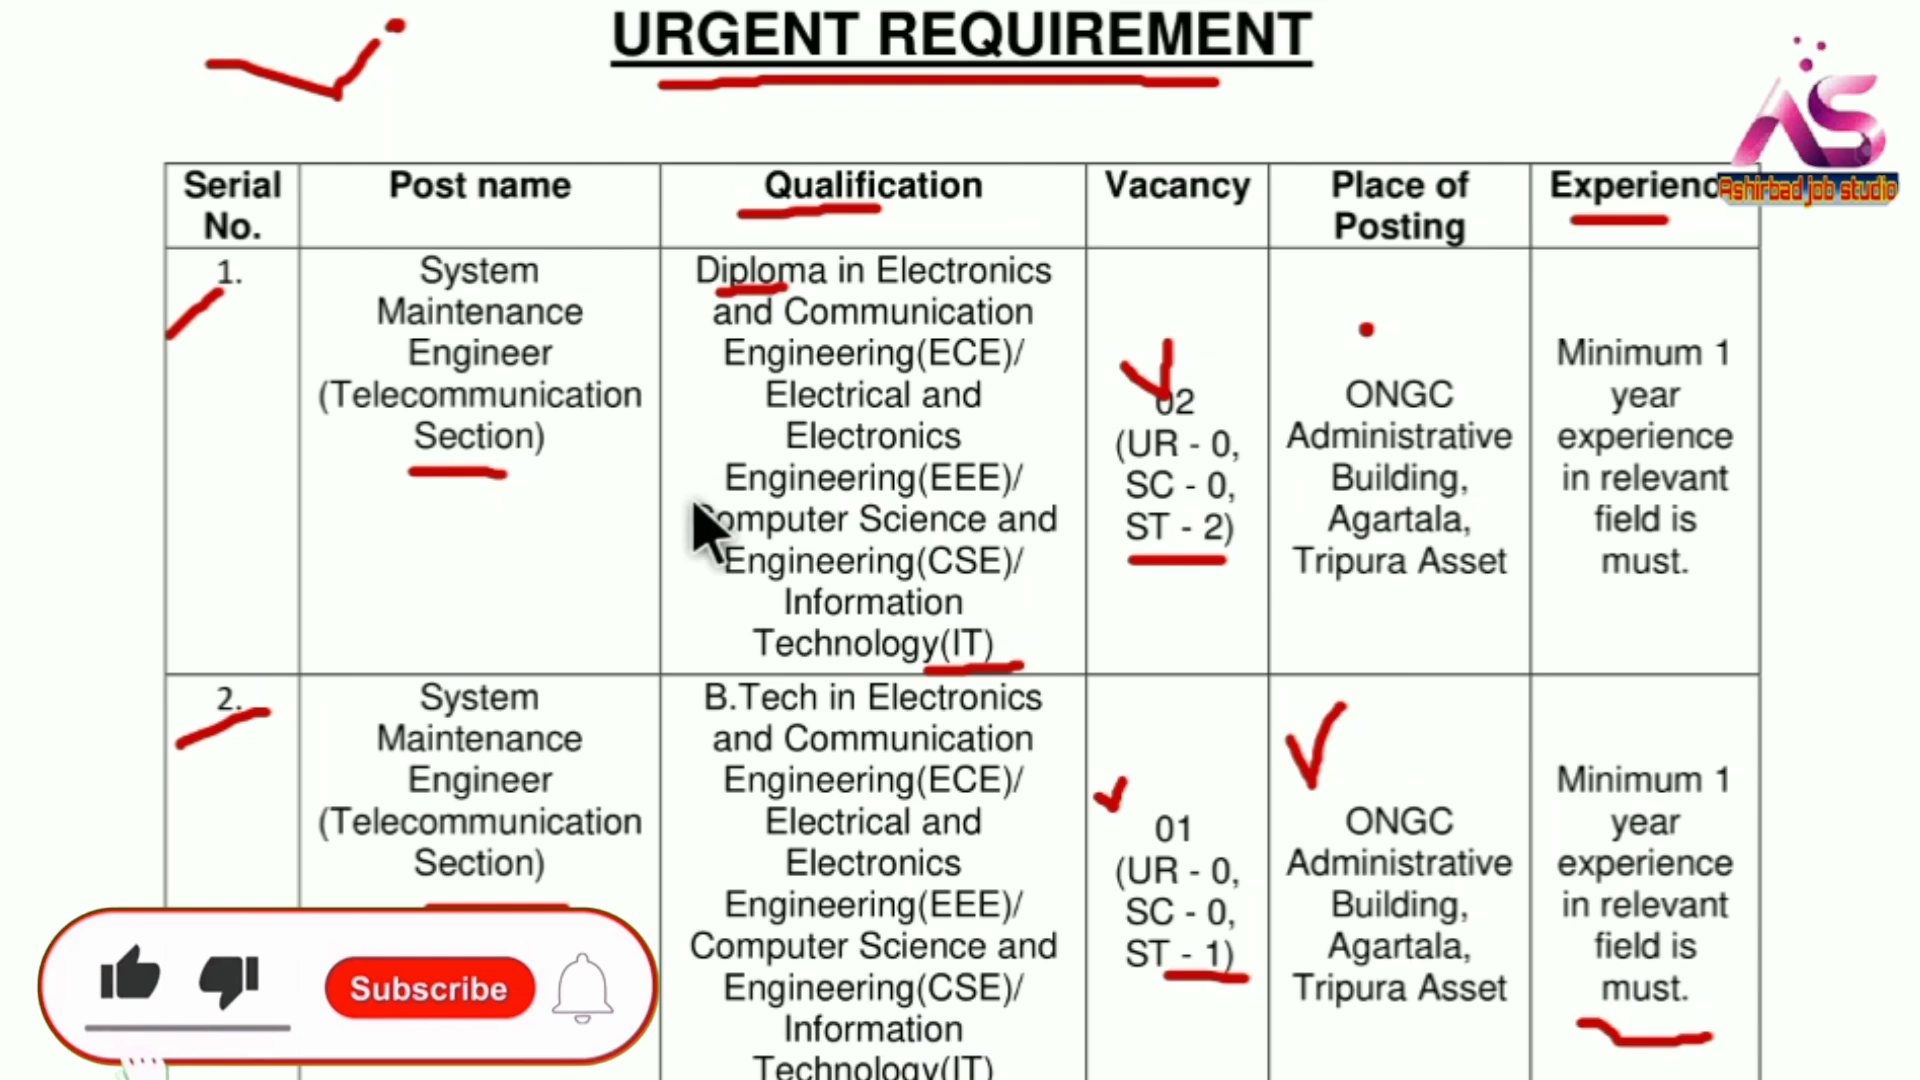 URGENT REQUIREMENT
AS
Ashirbad job studio
Serial
No.
Post name
Qualification
Vacancy
Place of
Posting
Experienc
1.
System
Maintenance
Engineer
(Telecommunication
Section)
Diploma in Electronics
and Communication
Engineering(ECE)/
Electrical and
Electronics
Engineering(EEE)/
Computer Science and
Engineering(CSE)/
Information
Technology(IT)
02
(UR - 0,
SC - 0,
ST - 2)
ONGC
Administrative
Building,
Agartala,
Tripura Asset
Minimum 1
year
experience
in relevant
field is
must.
2.
System
Maintenance
Engineer
(Telecommunication
Section)
B.Tech in Electronics
and Communication
Engineering(ECE)/
Electrical and
Electronics
Engineering(EEE)/
Computer Science and
Engineering(CSE)/
Information
Technology(IT)
01
(UR - 0,
SC - 0,
ST - 1)
ONGC
Administrative
Building,
Agartala,
Tripura Asset
Minimum 1
year
experience
in relevant
field is
must.
Subscribe